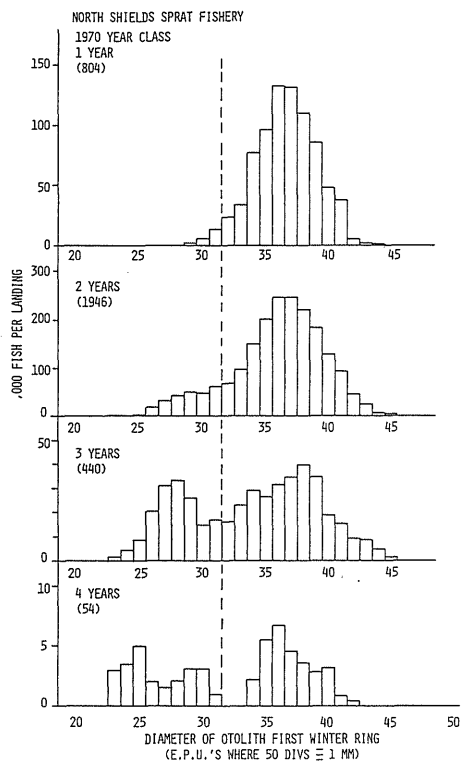 NORTH SHIELDS SPRAT FISHERY
1970 YEAR CLASS
1 YEAR
(804)
150
100
50
0
20 25 30 35 40 45
,000 FISH PER LANDING
300
2 YEARS
(1946)
200
100
0
20 25 30 35 40 45
50
3 YEARS
(440)
0
20 25 30 35 40 45
10
4 YEARS
(54)
5
0
20 25 30 35 40 45 50
DIAMETER OF OTOLITH FIRST WINTER RING
(E.P.U.'S WHERE 50 DIVS ≡ 1 MM)